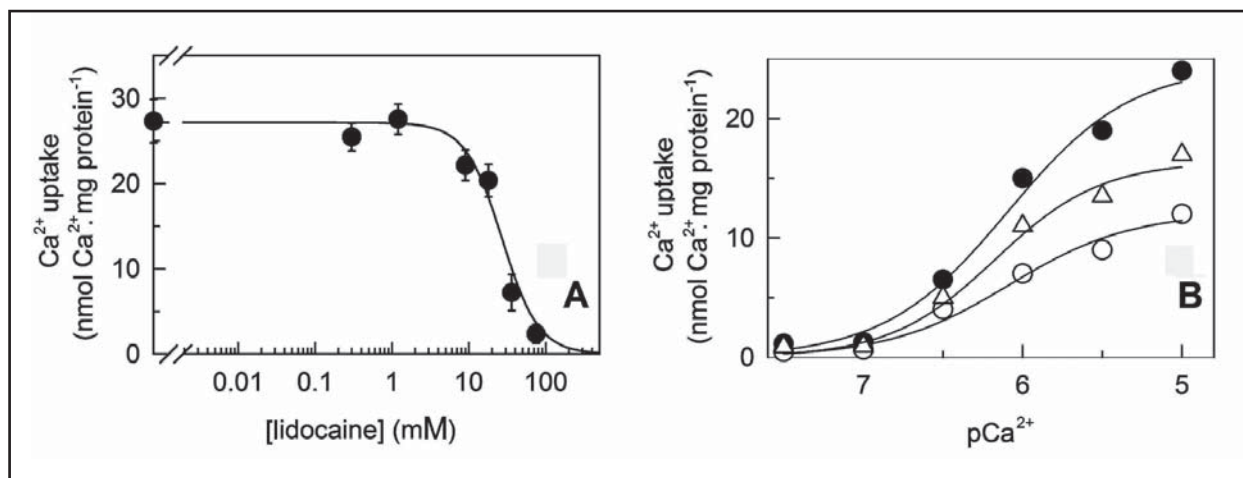 Ca²⁺ uptake
(nmol Ca²⁺. mg protein⁻¹)
30
20
10
0
0.01 0.1 1 10 100
[lidocaine] (mM)
A
Ca²⁺ uptake
(nmol Ca²⁺. mg protein⁻¹)
20
10
0
7 6 5
pCa²⁺
B